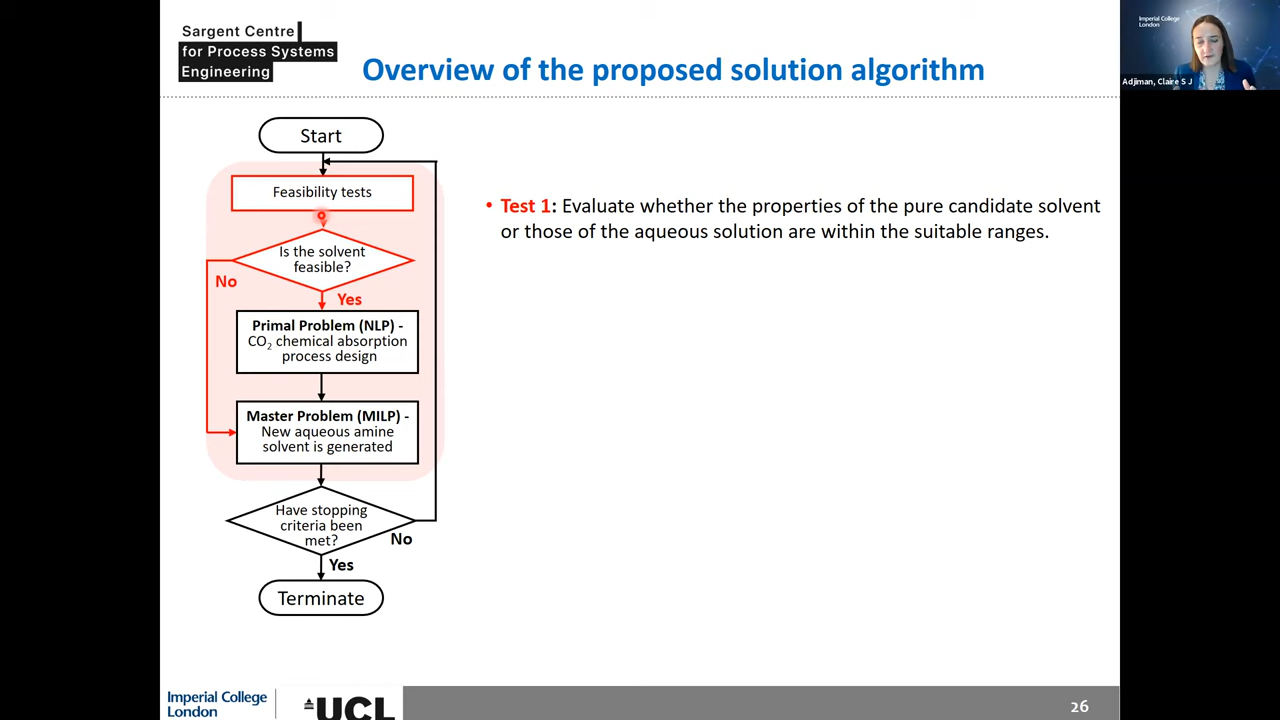 Sargent Centre
for Process Systems
Engineering
Overview of the proposed solution algorithm
Imperial College
London
Adjiman, Claire S J
Start
Feasibility tests
Is the solvent
feasible?
No
Yes
Primal Problem (NLP) -
CO₂ chemical absorption
process design
Master Problem (MILP) -
New aqueous amine
solvent is generated
Have stopping
criteria been
met?
No
Yes
Terminate
• Test 1: Evaluate whether the properties of the pure candidate solvent
or those of the aqueous solution are within the suitable ranges.
Imperial College
London
UCL
26